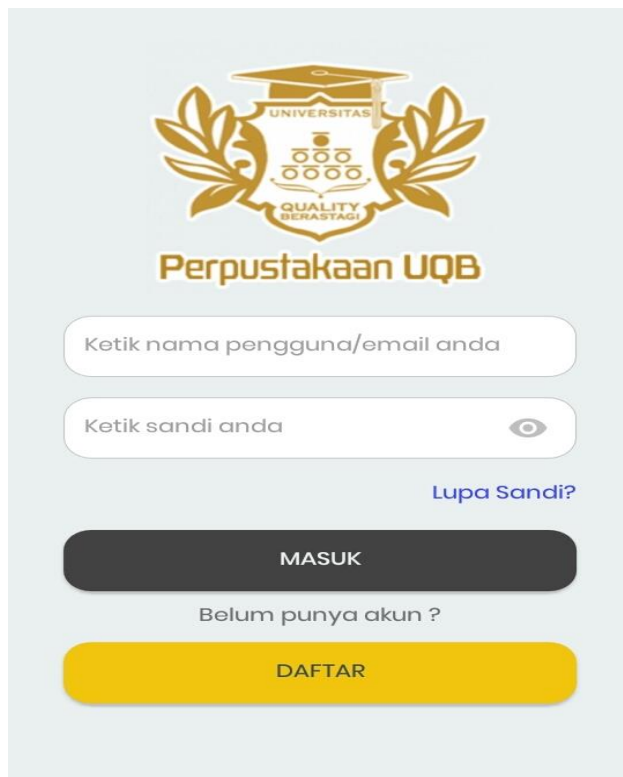 UNIVERSITAS
QUALITY
BERASTAGI
Perpustakaan UQB
Ketik nama pengguna/email anda
Ketik sandi anda
Lupa Sandi?
MASUK
Belum punya akun ?
DAFTAR